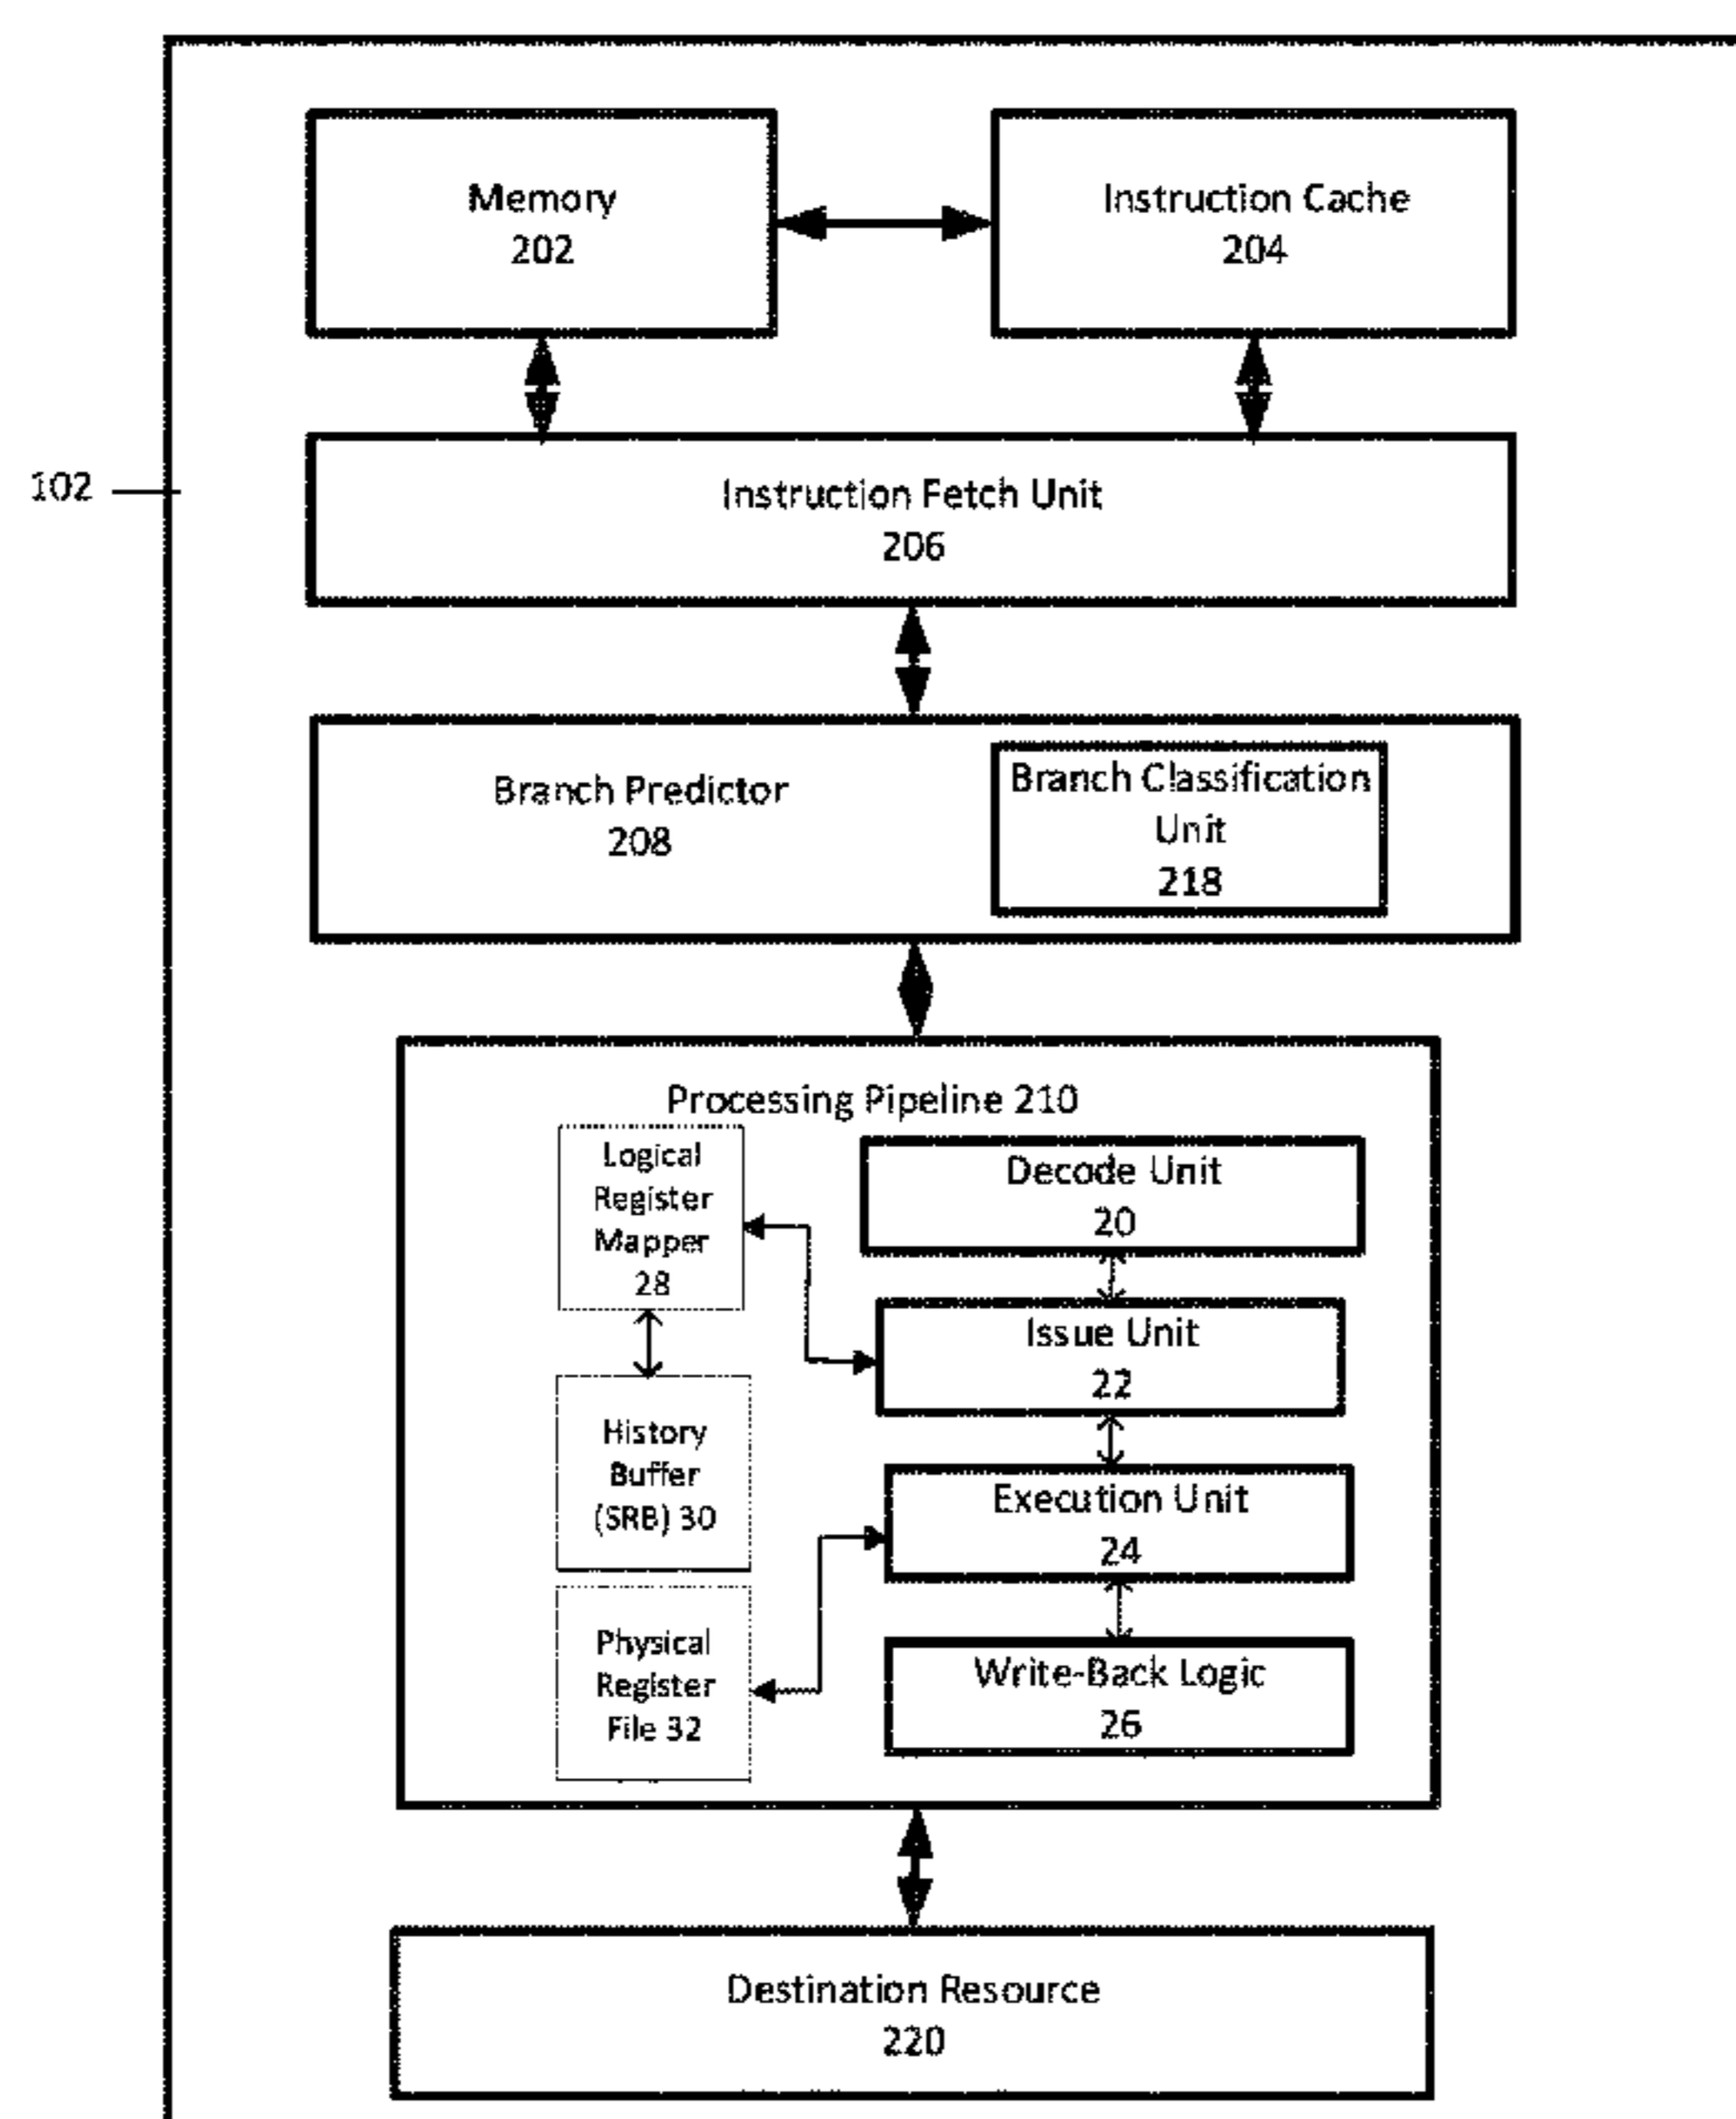 Memory
202
Instruction Cache
204
102
Instruction Fetch Unit
206
Branch Predictor
208
Branch Classification
Unit
218
Processing Pipeline 210
Logical
Register
Mapper
28
Decode Unit
20
Issue Unit
22
History
Buffer
(SRB) 30
Execution Unit
24
Physical
Register
File 32
Write-Back Logic
26
Destination Resource
220